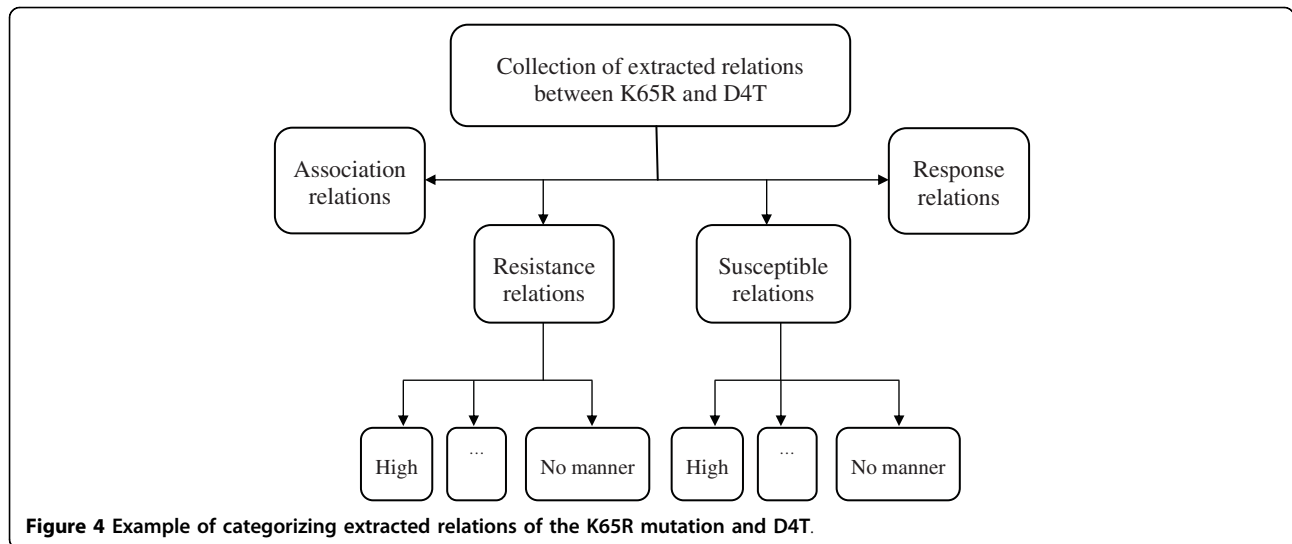 Collection of extracted relations
between K65R and D4T
Association
relations
Response
relations
Resistance
relations
Susceptible
relations
High
...
No manner
High
...
No manner
Figure 4 Example of categorizing extracted relations of the K65R mutation and D4T.